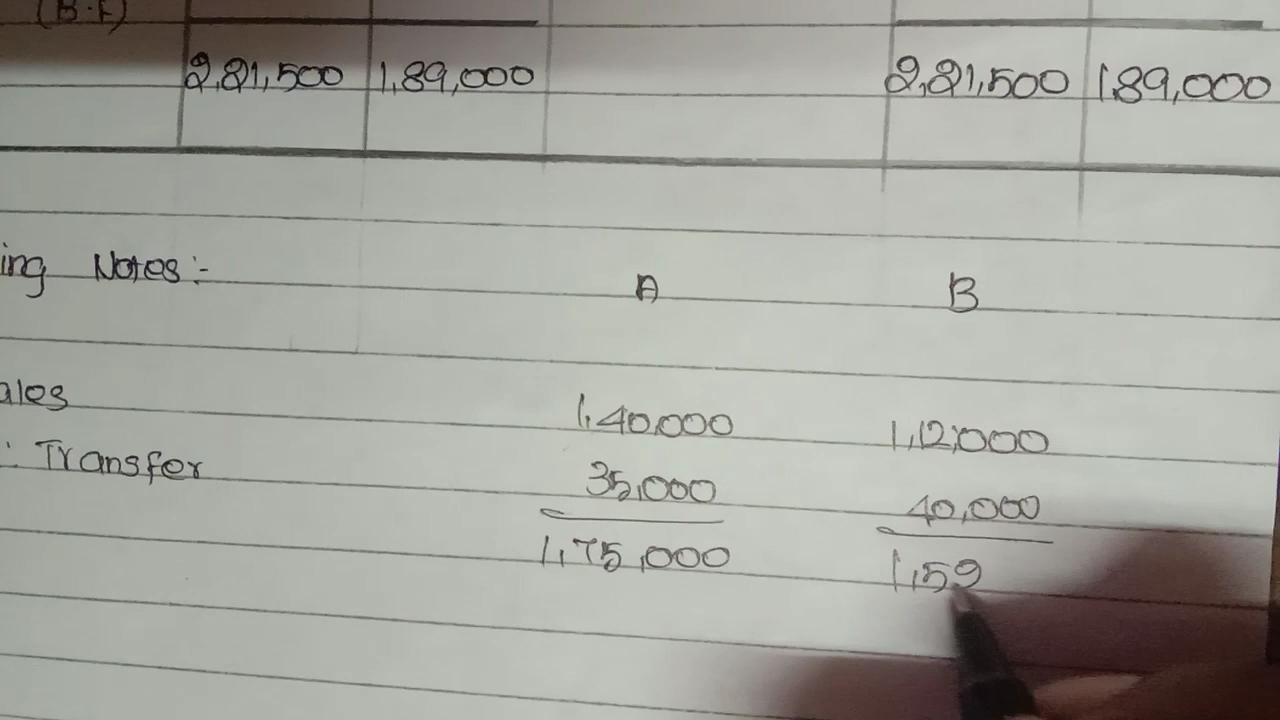 (B.F)
2,21,500 1,89,000 2,21,500 1,89,000
ing Notes:-
A B
ales 1,40,000 1,12,000
: Transfer 35,000 40,000
1,75,000 1,52